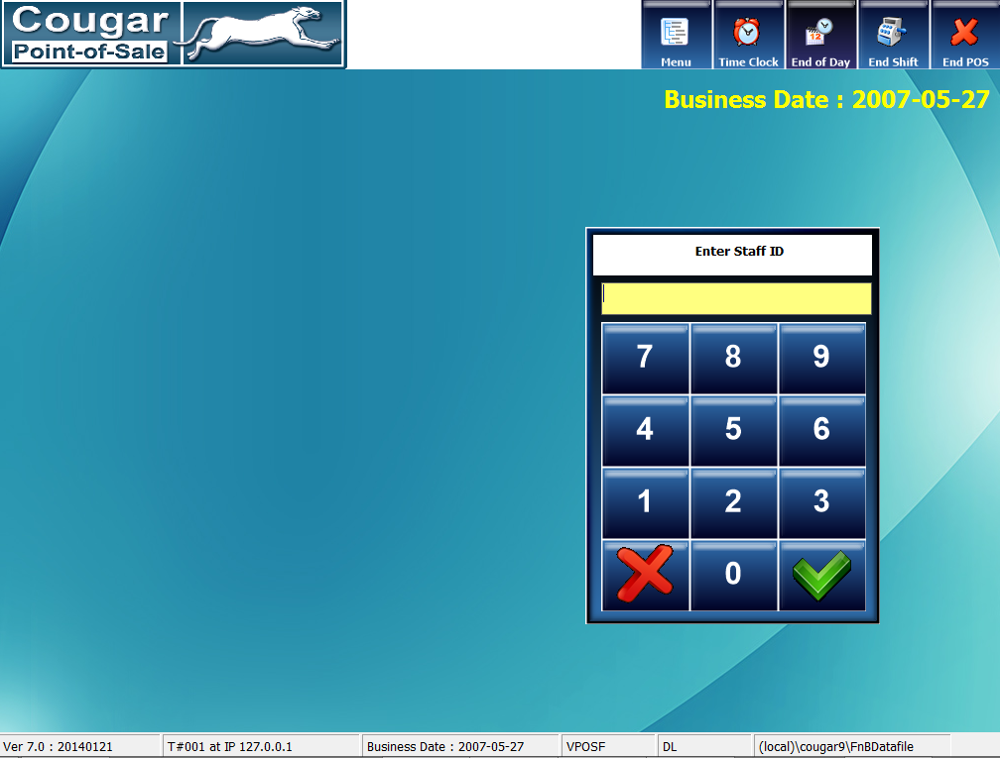 Cougar
Point-of-Sale
Menu
Time Clock
12
End of Day
End Shift
End POS
Business Date : 2007-05-27
Enter Staff ID
7 8 9
4 5 6
1 2 3
0
Ver 7.0 : 20140121
T#001 at IP 127.0.0.1
Business Date : 2007-05-27
VPOSF
DL
(local)\cougar9\FnBDatafile